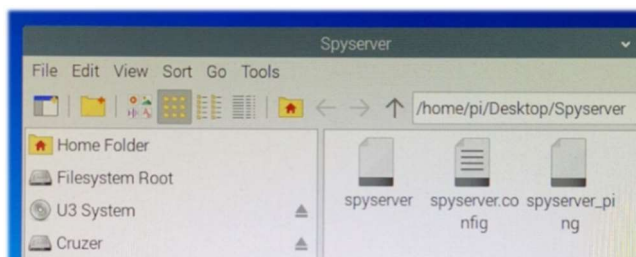 Spyserver
File Edit View Sort Go Tools
/home/pi/Desktop/Spyserver
Home Folder
Filesystem Root
U3 System
Cruzer
spyserver
spyserver.co
nfig
spyserver_pi
ng